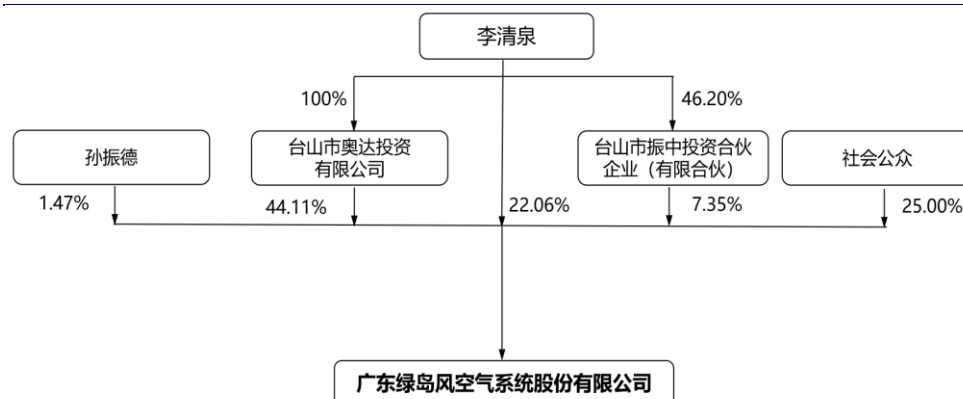 李清泉
100%
46.20%
孙振德
台山市奥达投资
有限公司
台山市振中投资合伙
企业（有限合伙）
社会公众
1.47%
44.11%
22.06%
7.35%
25.00%
广东绿岛风空气系统股份有限公司